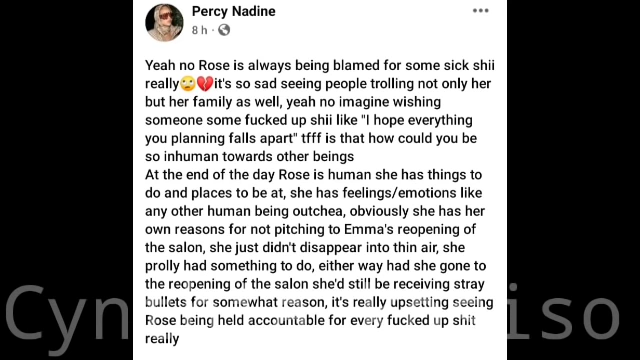 Percy Nadine
8 h ·
Yeah no Rose is always being blamed for some sick shii
really🙄💔it's so sad seeing people trolling not only her
but her family as well, yeah no imagine wishing
someone some fucked up shii like "I hope everything
you planning falls apart" tfff is that how could you be
so inhuman towards other beings
At the end of the day Rose is human she has things to
do and places to be at, she has feelings/emotions like
any other human being outchea, obviously she has her
own reasons for not pitching to Emma's reopening of
the salon, she just didn't disappear into thin air, she
prolly had something to do, either way had she gone to
the reopening of the salon she'd still be receiving stray
bullets for somewhat reason, it's really upsetting seeing
Rose being held accountable for every fucked up shit
really